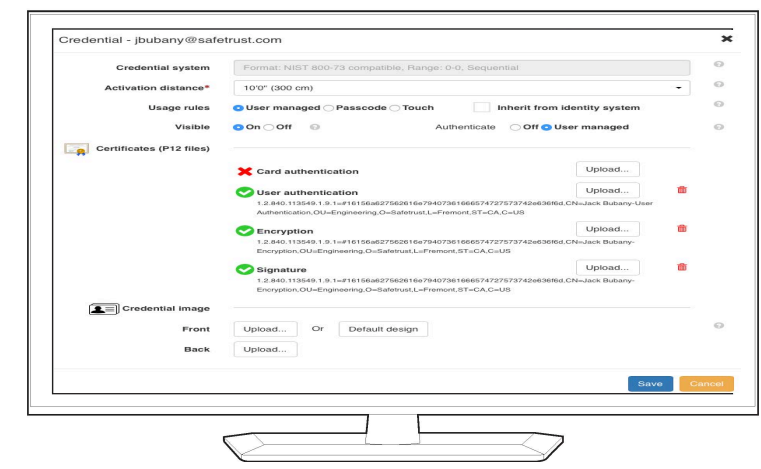 Credential - jbubany@safetrust.com
Credential system Format: NIST 800-73 compatible, Range: 0-0, Sequential
Activation distance* 10'0" (300 cm)
Usage rules User managed Passcode Touch Inherit from identity system
Visible On Off Authenticate Off User managed
Certificates (P12 files)
Card authentication Upload...
User authentication Upload...
1.2.840.113549.1.9.1=#16156a627562616e79407361666574727573742e636f6d,CN=Jack Bubany-User
Authentication,OU=Engineering,O=Safetrust,L=Fremont,ST=CA,C=US
Encryption Upload...
1.2.840.113549.1.9.1=#16156a627562616e79407361666574727573742e636f6d,CN=Jack Bubany-
Encryption,OU=Engineering,O=Safetrust,L=Fremont,ST=CA,C=US
Signature Upload...
1.2.840.113549.1.9.1=#16156a627562616e79407361666574727573742e636f6d,CN=Jack Bubany-
Encryption,OU=Engineering,O=Safetrust,L=Fremont,ST=CA,C=US
Credential image
Front Upload... Or Default design
Back Upload...
Save Cancel